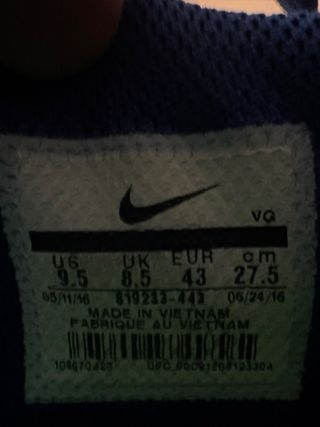 VG
US UK EUR cm
9.5 8.5 43 27.5
05/11/16 819233-443 06/24/16
MADE IN VIETNAM
FABRIQUE AU VIETNAM
UPC